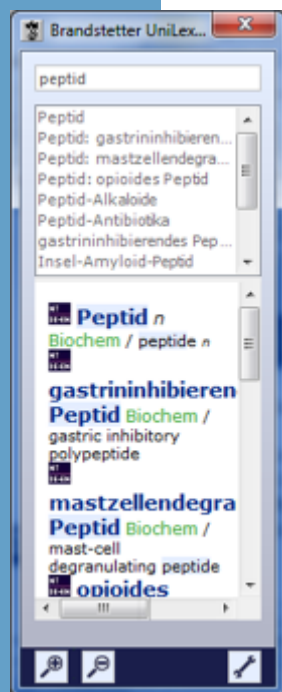 Brandstetter UniLex...
peptid
Peptid
Peptid: gastrininhibieren...
Peptid: mastzellendegra...
Peptid: opioides Peptid
Peptid-Alkaloide
Peptid-Antibiotika
gastrininhibierendes Pep...
Insel-Amyloid-Peptid
Peptid n
Biochem / peptide n
gastrininhibieren
Peptid Biochem /
gastric inhibitory
polypeptide
mastzellendegra
Peptid Biochem /
mast-cell
degranulating peptide
opioides